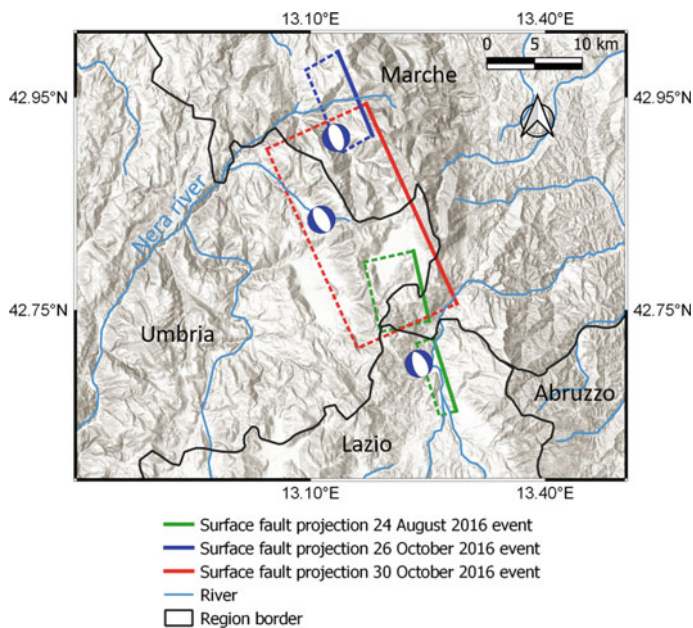 13.10°E 13.40°E
0 5 10 km
Marche
42.95°N 42.95°N
Nera river
42.75°N 42.75°N
Umbria
Abruzzo
Lazio
13.10°E 13.40°E
Surface fault projection 24 August 2016 event
Surface fault projection 26 October 2016 event
Surface fault projection 30 October 2016 event
River
Region border